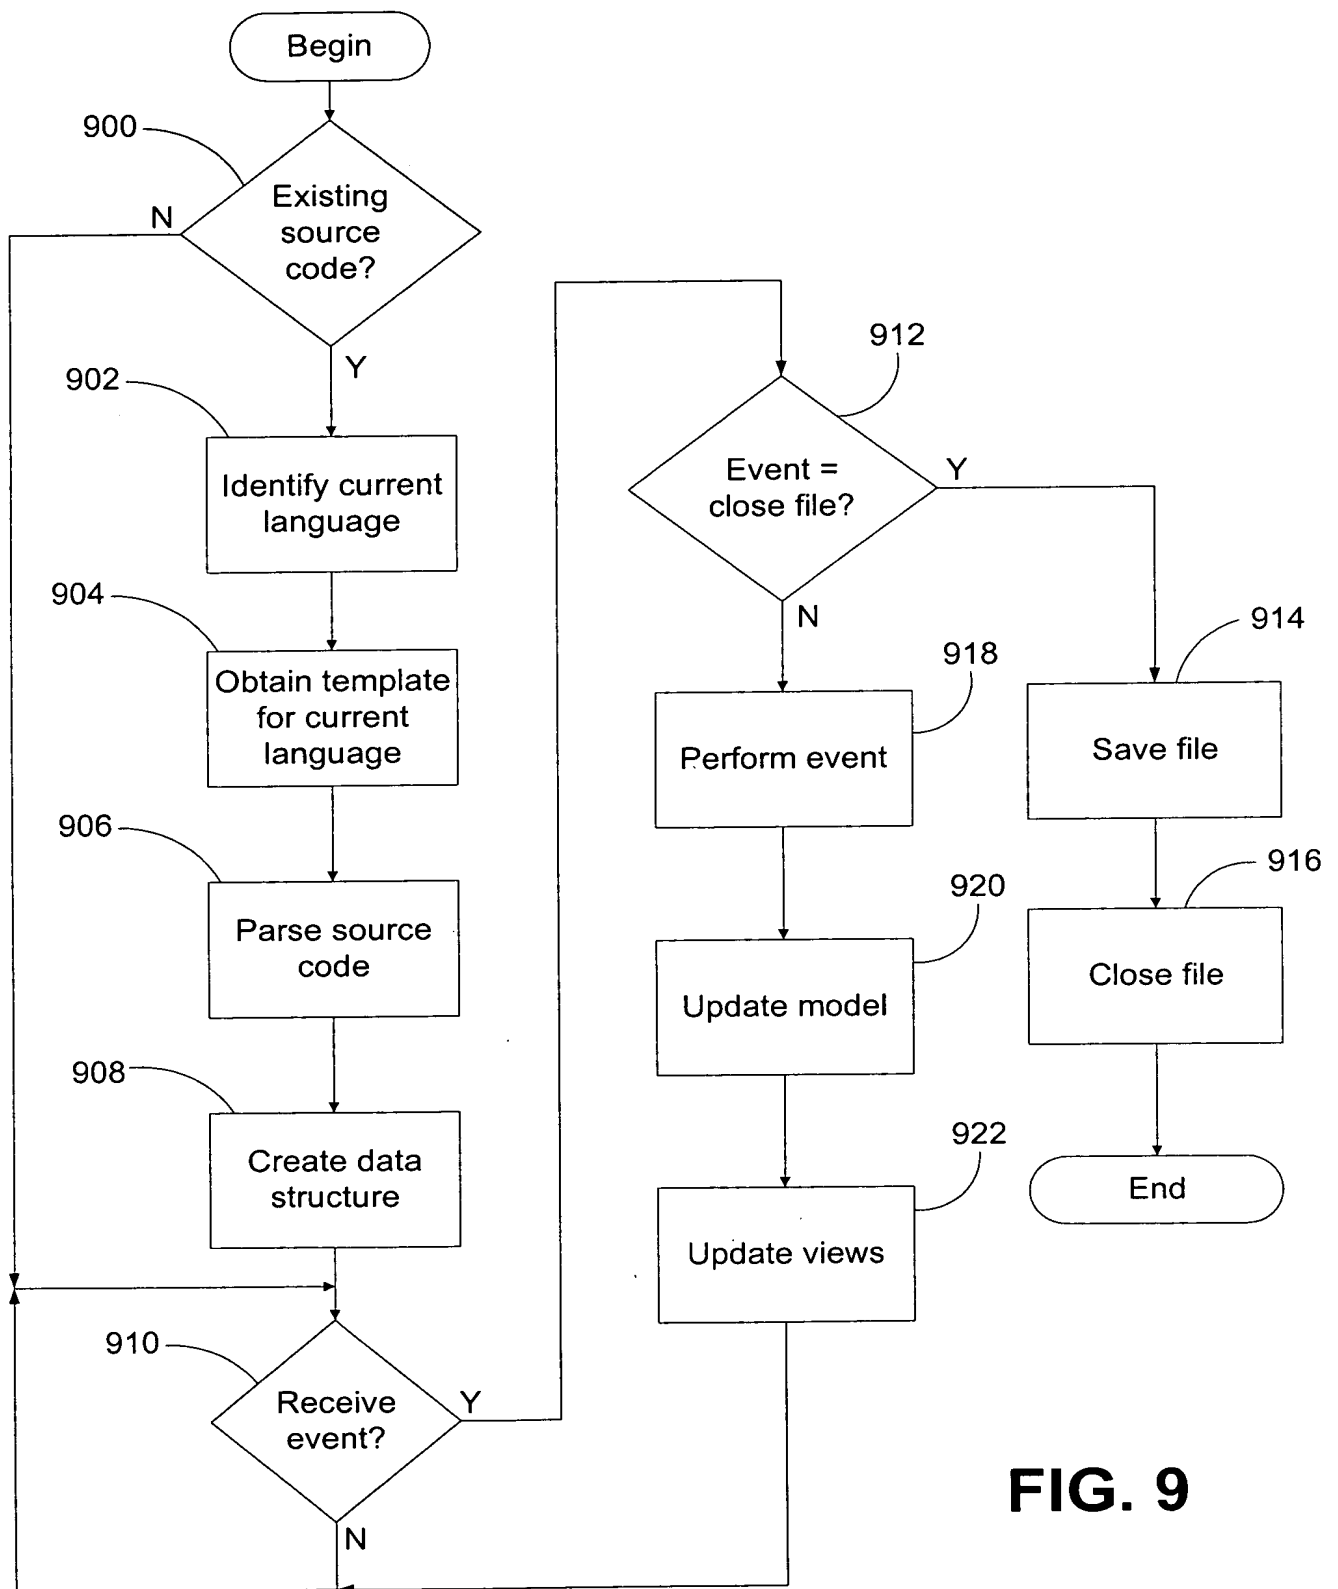 Begin
900
Existing
source
code?
N
Y
902
Identify current
language
904
Obtain template
for current
language
906
Parse source
code
908
Create data
structure
910
Receive
event?
Y
N
912
Event =
close file?
Y
N
914
Save file
916
Close file
End
918
Perform event
920
Update model
922
Update views
FIG. 9